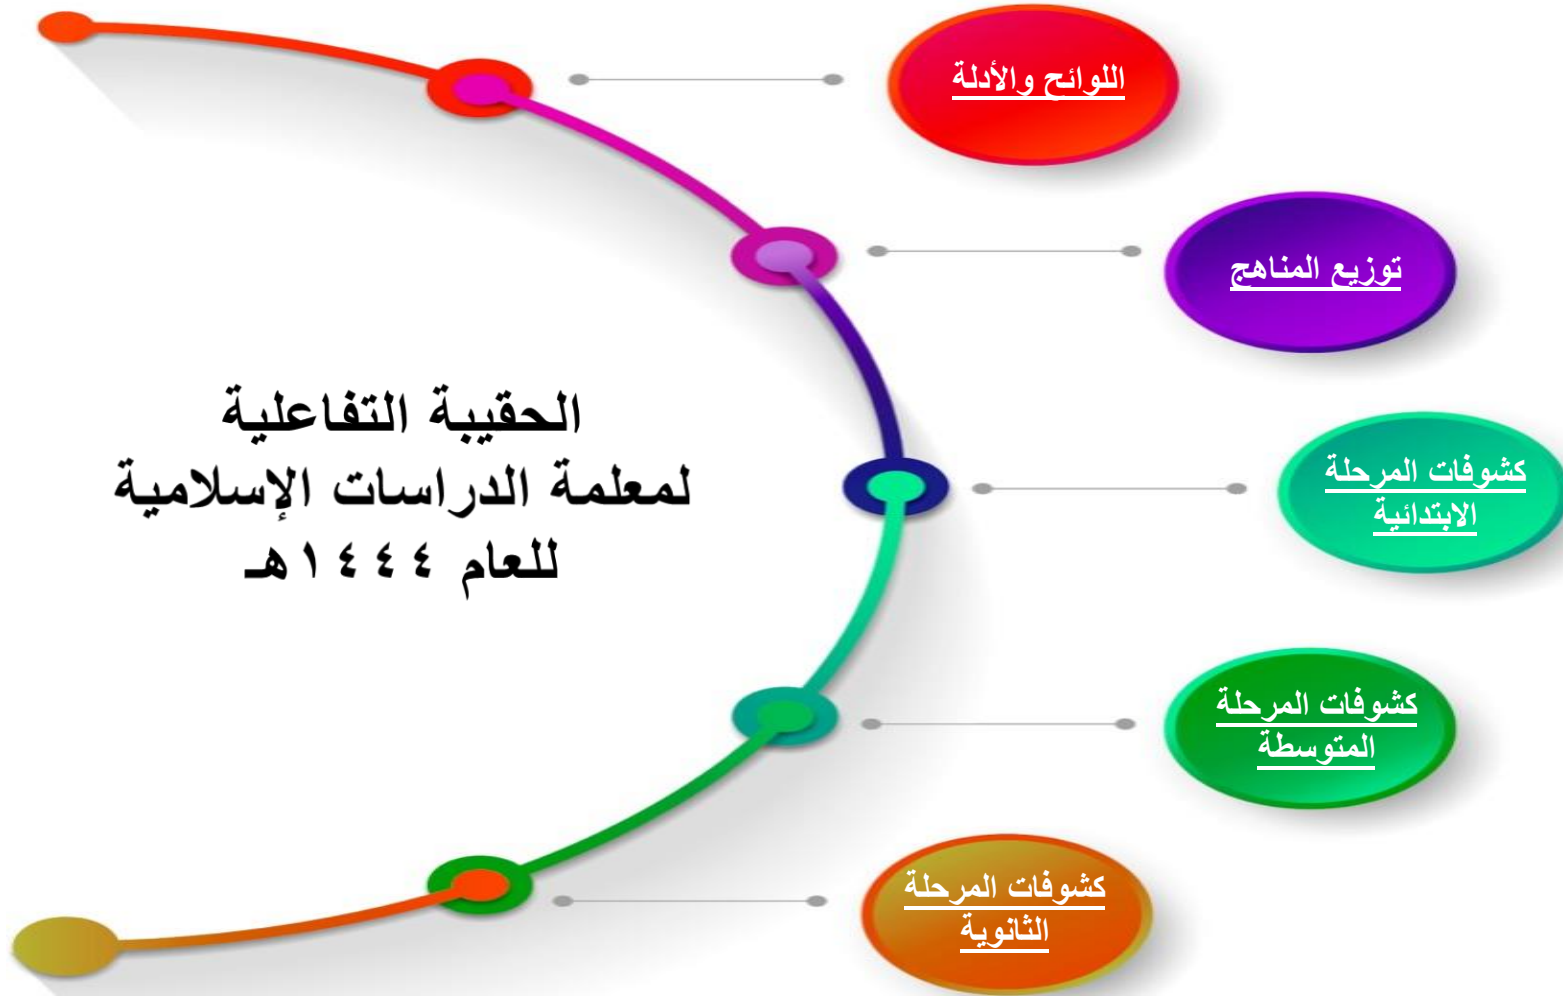 الحقيبة التفاعلية
لمعلمة الدراسات الإسلامية
للعام ١٤٤٤هـ
اللوائح والأدلة
توزيع المناهج
كشوفات المرحلة
الابتدائية
كشوفات المرحلة
المتوسطة
كشوفات المرحلة
الثانوية